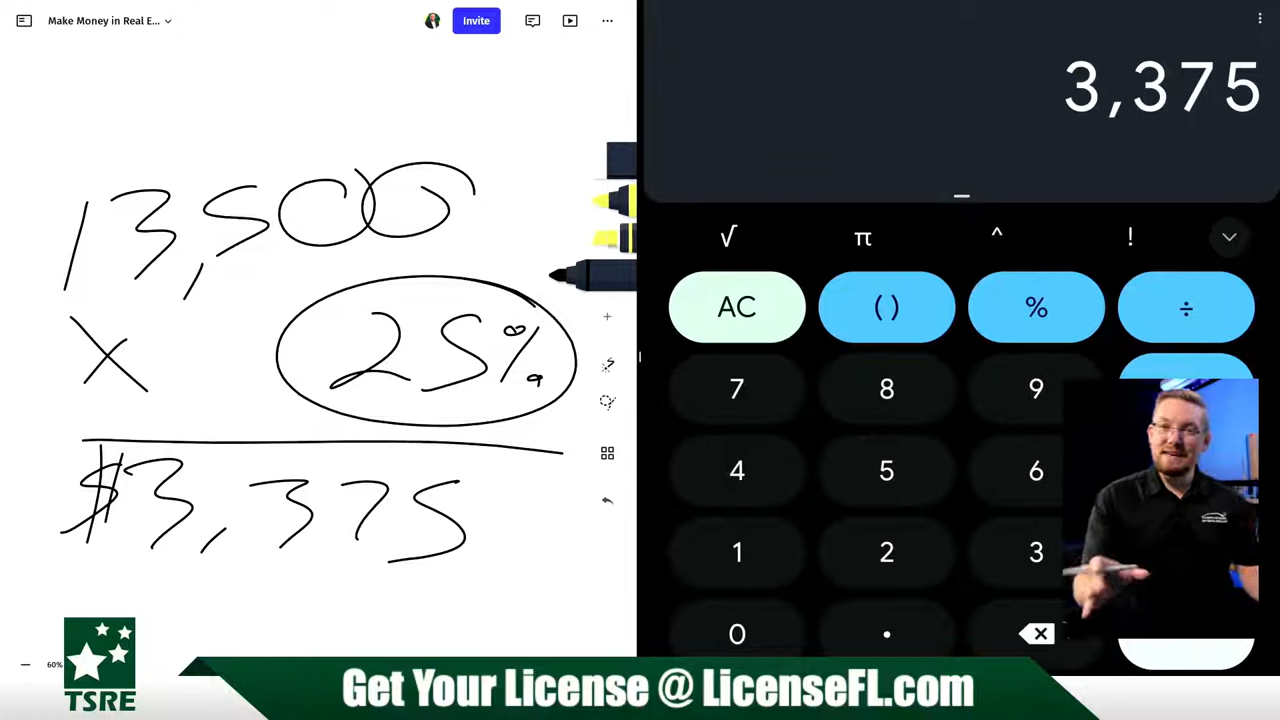 Make Money in Real E...
Invite
13,500
X 25%
$3,375
60%
3,375
√ π ^ !
AC () % ÷
7 8 9
4 5 6
1 2 3
0 .
TSRE
Get Your License @ LicenseFL.com